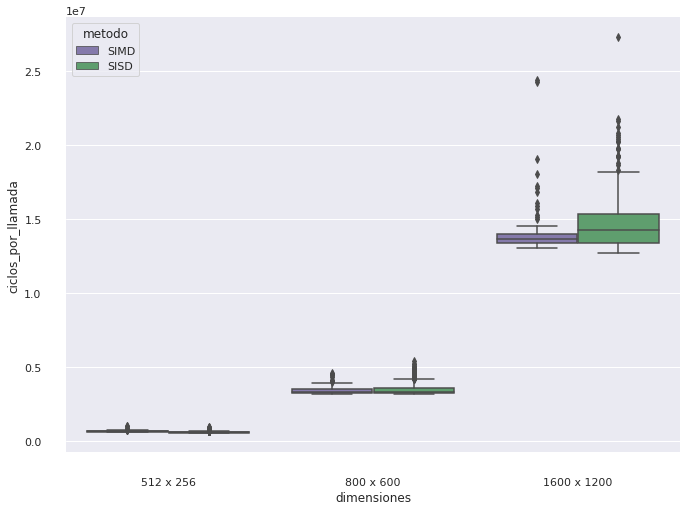 1e7
metodo
SIMD
SISD
2.5
2.0
1.5
1.0
0.5
0.0
ciclos_por_llamada
512 x 256
800 x 600
1600 x 1200
dimensiones